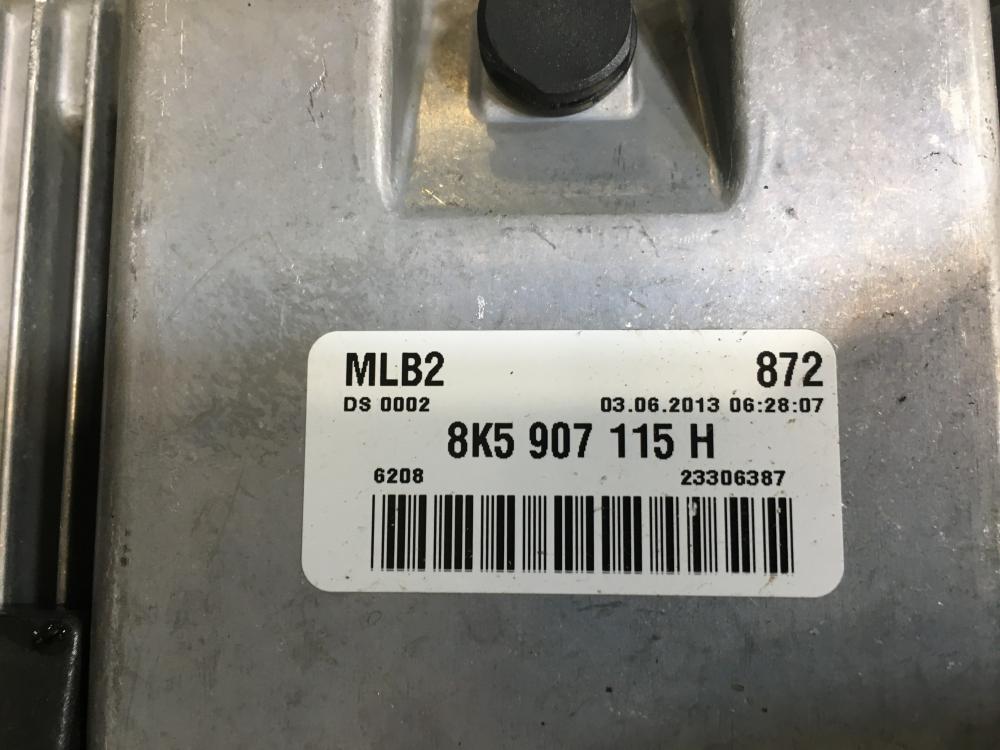 MLB2 872
DS 0002 03.06.2013 06:28:07
8K5 907 115 H
6208 23306387